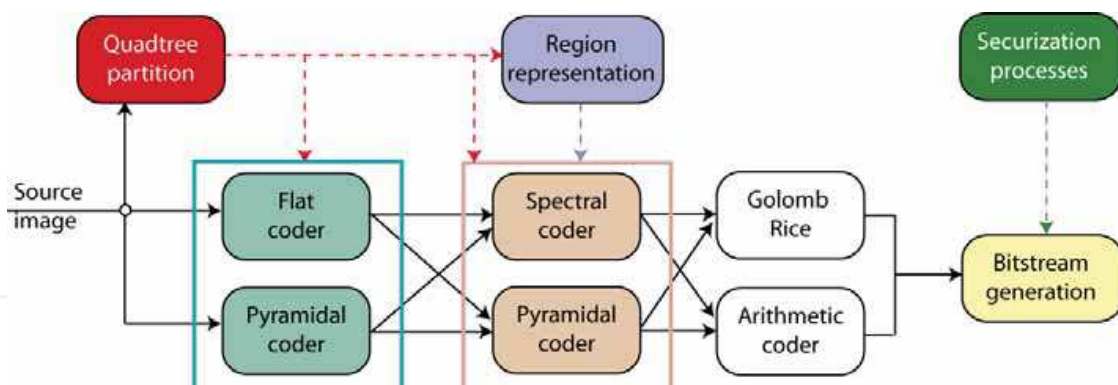 Quadtree
partition
Region
representation
Securization
processes
Source
image
Flat
coder
Spectral
coder
Golomb
Rice
Bitstream
generation
Pyramidal
coder
Pyramidal
coder
Arithmetic
coder